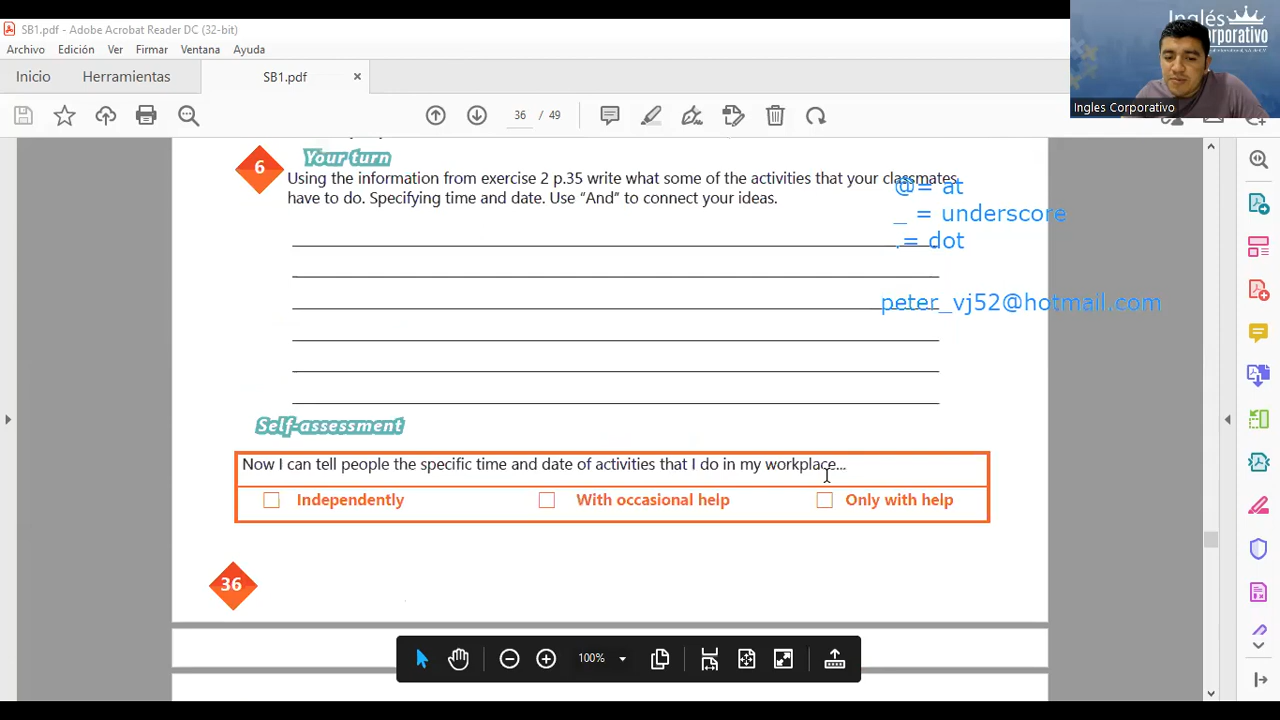 SB1.pdf - Adobe Acrobat Reader DC (32-bit)
Archivo Edición Ver Firmar Ventana Ayuda
Inicio Herramientas SB1.pdf ×
36 / 49
Inglés
Corporativo
Ingles Corporativo
6 Your turn
Using the information from exercise 2 p.35 write what some of the activities that your classmates
have to do. Specifying time and date. Use “And” to connect your ideas.
@= at
_ = underscore
.= dot
peter_vj52@hotmail.com
Self-assessment
Now I can tell people the specific time and date of activities that I do in my workplace...
Independently With occasional help Only with help
36
100%